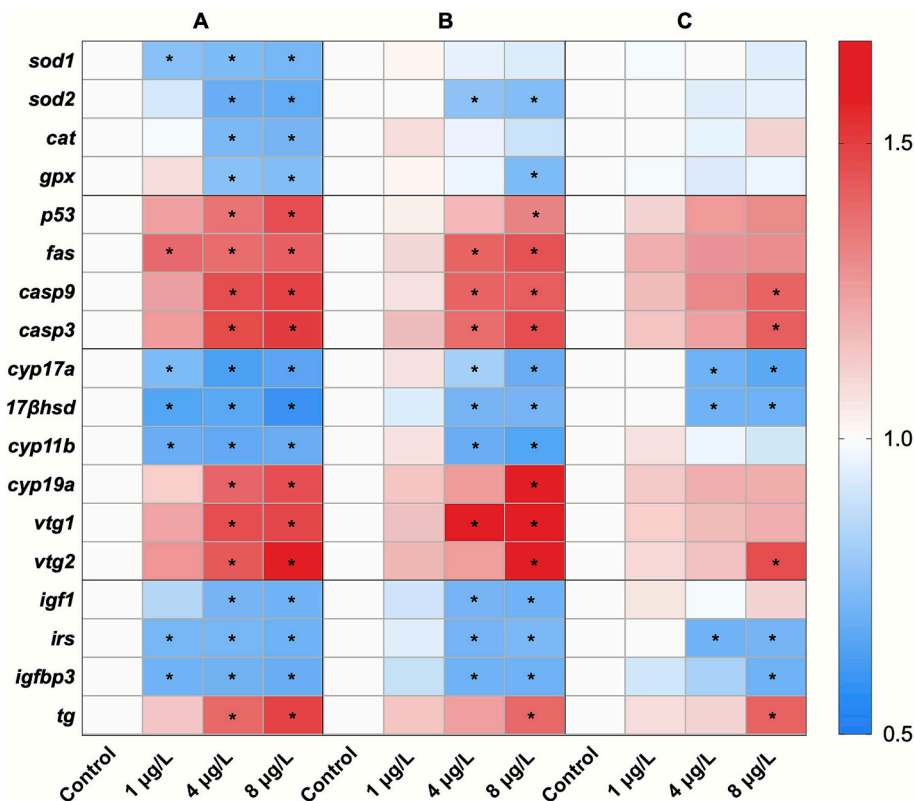 A B C
sod1 * * *
sod2 * * * *
cat * *
gpx * * *
p53 * * *
fas * * * * *
casp9 * * * * *
casp3 * * * * *
cyp17a * * * * * * *
17βhsd * * * * * * *
cyp11b * * * * *
cyp19a * * *
vtg1 * * * *
vtg2 * * * *
igf1 * * * *
irs * * * * * * *
igfbp3 * * * * * *
tg * * * *
Control 1 µg/L 4 µg/L 8 µg/L Control 1 µg/L 4 µg/L 8 µg/L Control 1 µg/L 4 µg/L 8 µg/L
1.5
1.0
0.5